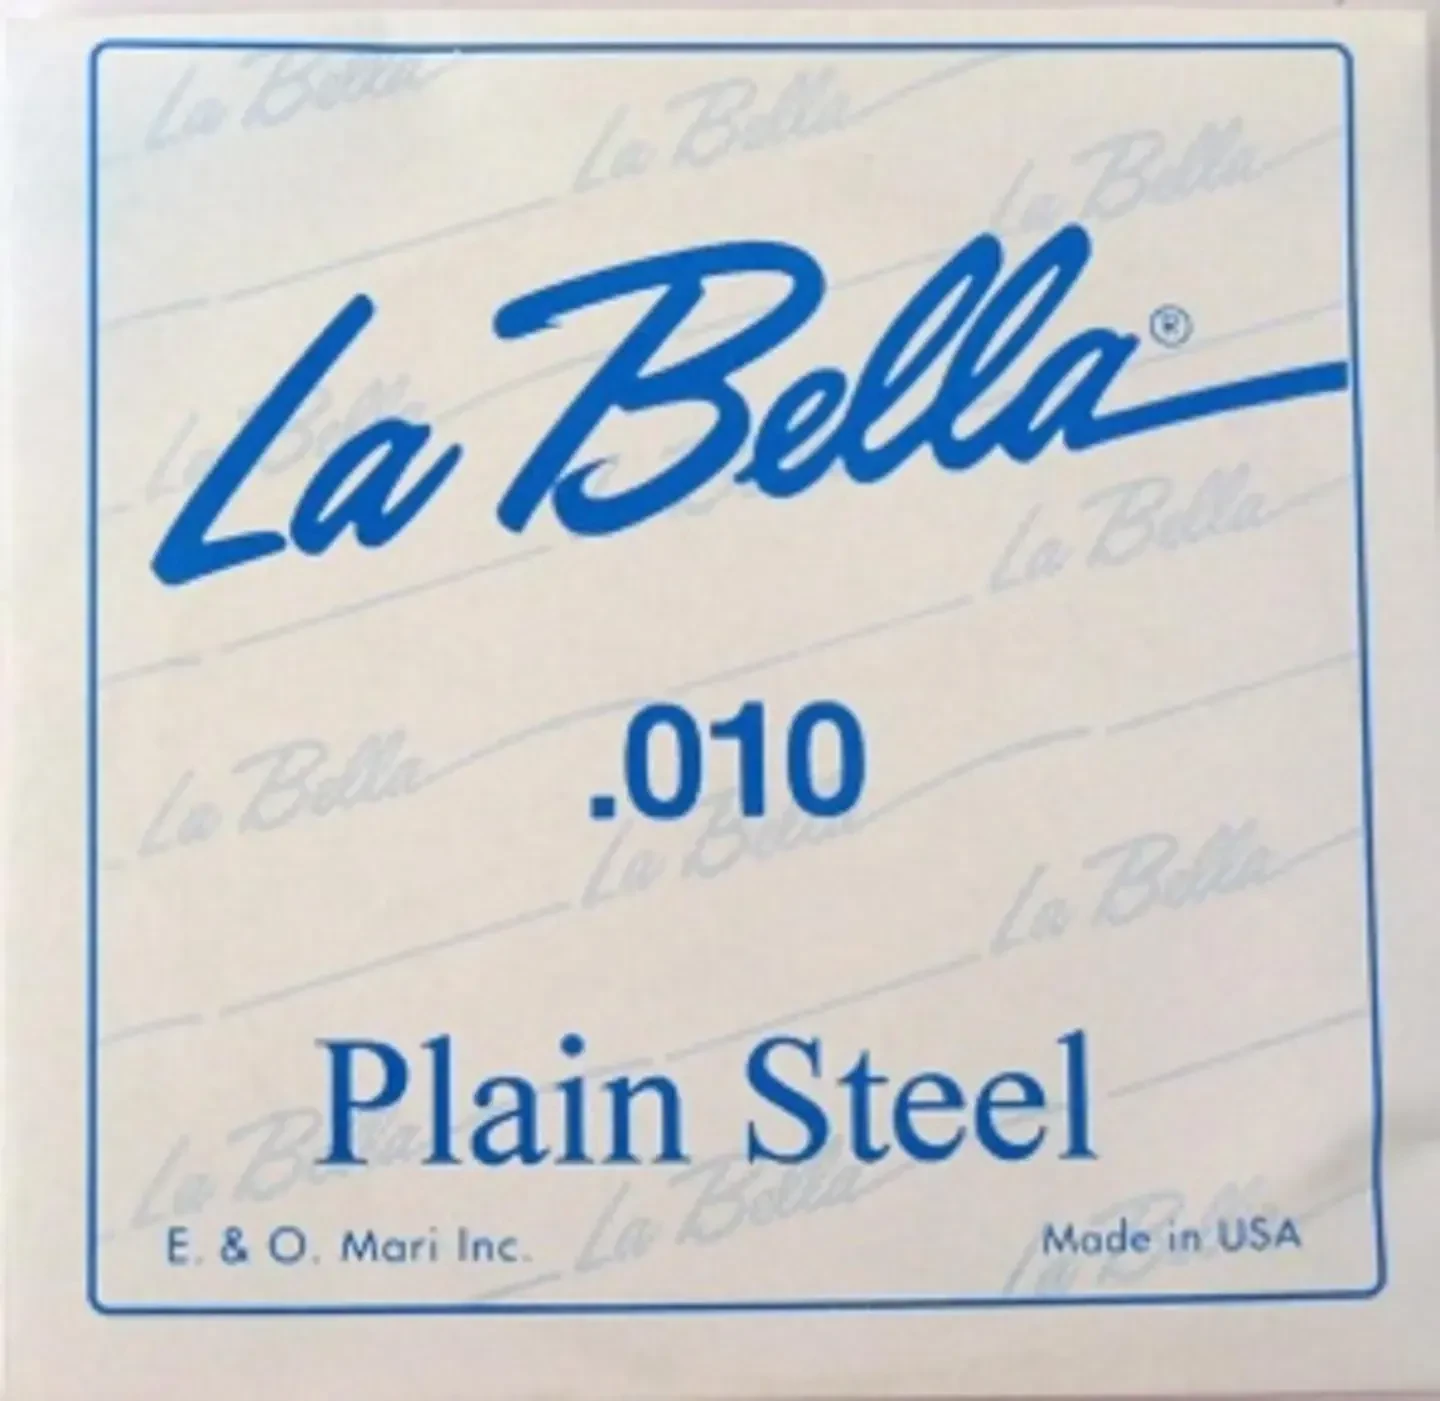 La Bella®
.010
Plain Steel
E. & O. Mari Inc.
Made in USA